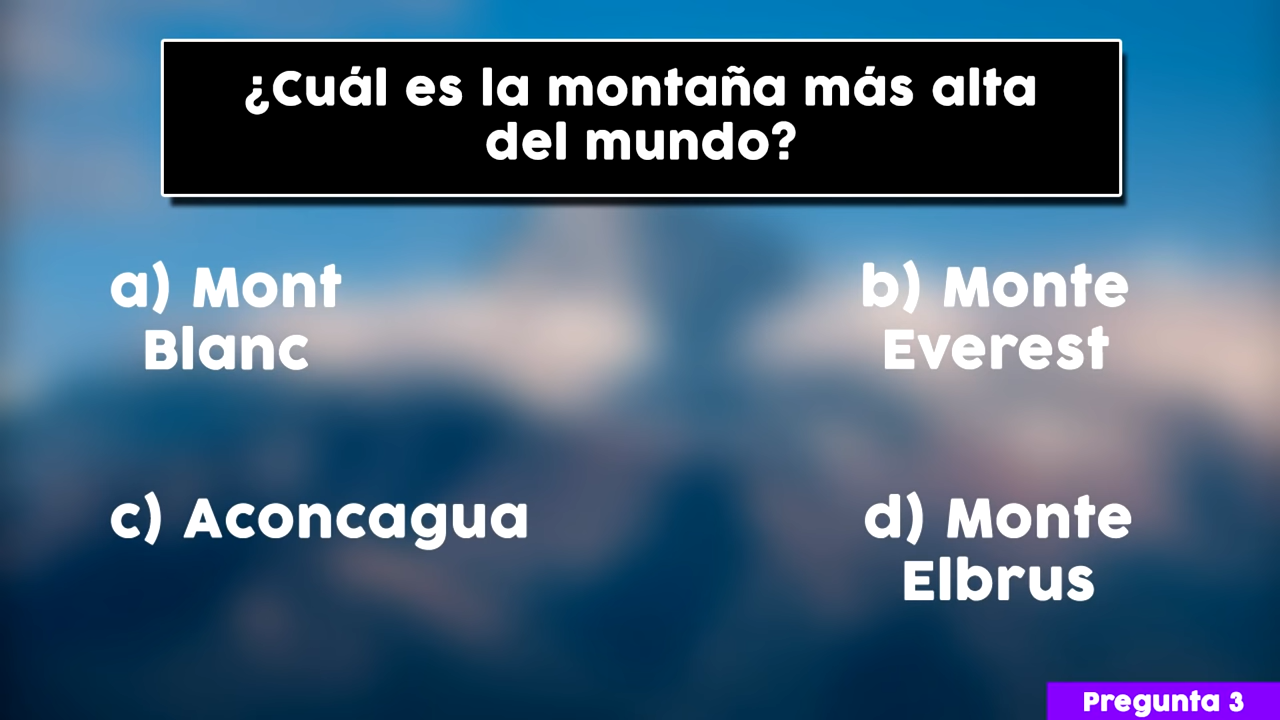 ¿Cuál es la montaña más alta
del mundo?
a) Mont
Blanc
b) Monte
Everest
c) Aconcagua
d) Monte
Elbrus
Pregunta 3